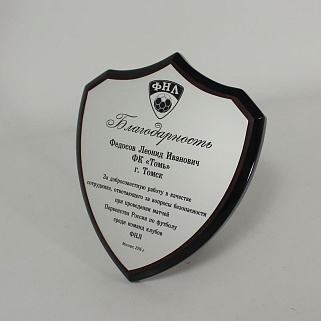 ФНЛ
Благодарность
Федосов Леонид Иванович
ФК «Томь»
г. Томск
За добросовестную работу в качестве
сотрудника, отвечающего за вопросы безопасности
при проведении матчей
Первенства России по футболу
среди команд клубов
ФНЛ